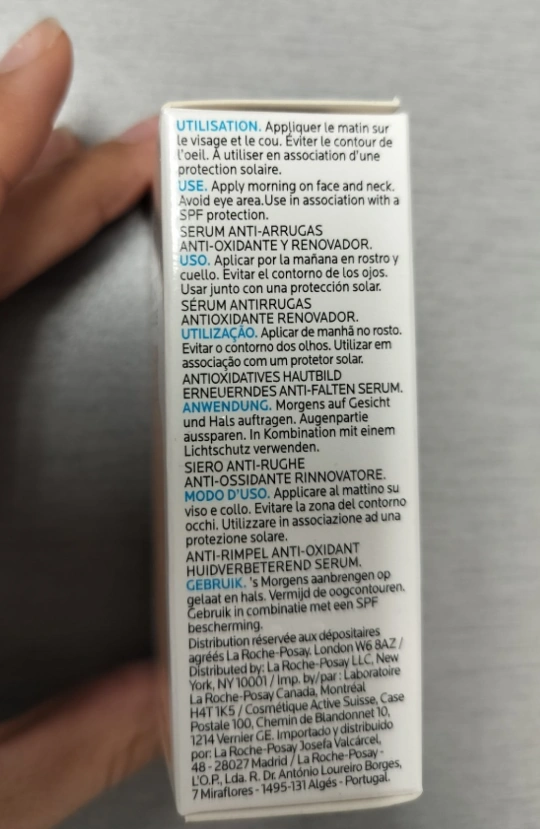 UTILISATION. Appliquer le matin sur
le visage et le cou. Éviter le contour de
l'oeil. À utiliser en association d'une
protection solaire.
USE. Apply morning on face and neck.
Avoid eye area.Use in association with a
SPF protection.
SERUM ANTI-ARRUGAS
ANTI-OXIDANTE Y RENOVADOR.
USO. Aplicar por la mañana en rostro y
cuello. Evitar el contorno de los ojos.
Usar junto con una protección solar.
SÉRUM ANTIRRUGAS
ANTIOXIDANTE RENOVADOR.
UTILIZAÇÃO. Aplicar de manhã no rosto.
Evitar o contorno dos olhos. Utilizar em
associação com um protetor solar.
ANTIOXIDATIVES HAUTBILD
ERNEUERNDES ANTI-FALTEN SERUM.
ANWENDUNG. Morgens auf Gesicht
und Hals auftragen. Augenpartie
aussparen. In Kombination mit einem
Lichtschutz verwenden.
SIERO ANTI-RUGHE
ANTI-OSSIDANTE RINNOVATORE.
MODO D'USO. Applicare al mattino su
viso e collo. Evitare la zona del contorno
occhi. Utilizzare in associazione ad una
protezione solare.
ANTI-RIMPEL ANTI-OXIDANT
HUIDVERBETEREND SERUM.
GEBRUIK. 's Morgens aanbrengen op
gelaat en hals. Vermijd de oogcontouren.
Gebruik in combinatie met een SPF
bescherming.
Distribution réservée aux dépositaires
agréés La Roche-Posay. London W6 8AZ /
Distributed by: La Roche-Posay LLC, New
York, NY 10001 / Imp. by/par : Laboratoire
La Roche-Posay Canada, Montréal
H4T 1K5 / Cosmétique Active Suisse, Case
Postale 100, Chemin de Blandonnet 10,
1214 Vernier GE. Importado y distribuido
por: La Roche-Posay Josefa Valcárcel,
48 - 28027 Madrid / La Roche-Posay -
L'O.P., Lda. R. Dr. António Loureiro Borges,
7 Miraflores - 1495-131 Algés - Portugal.